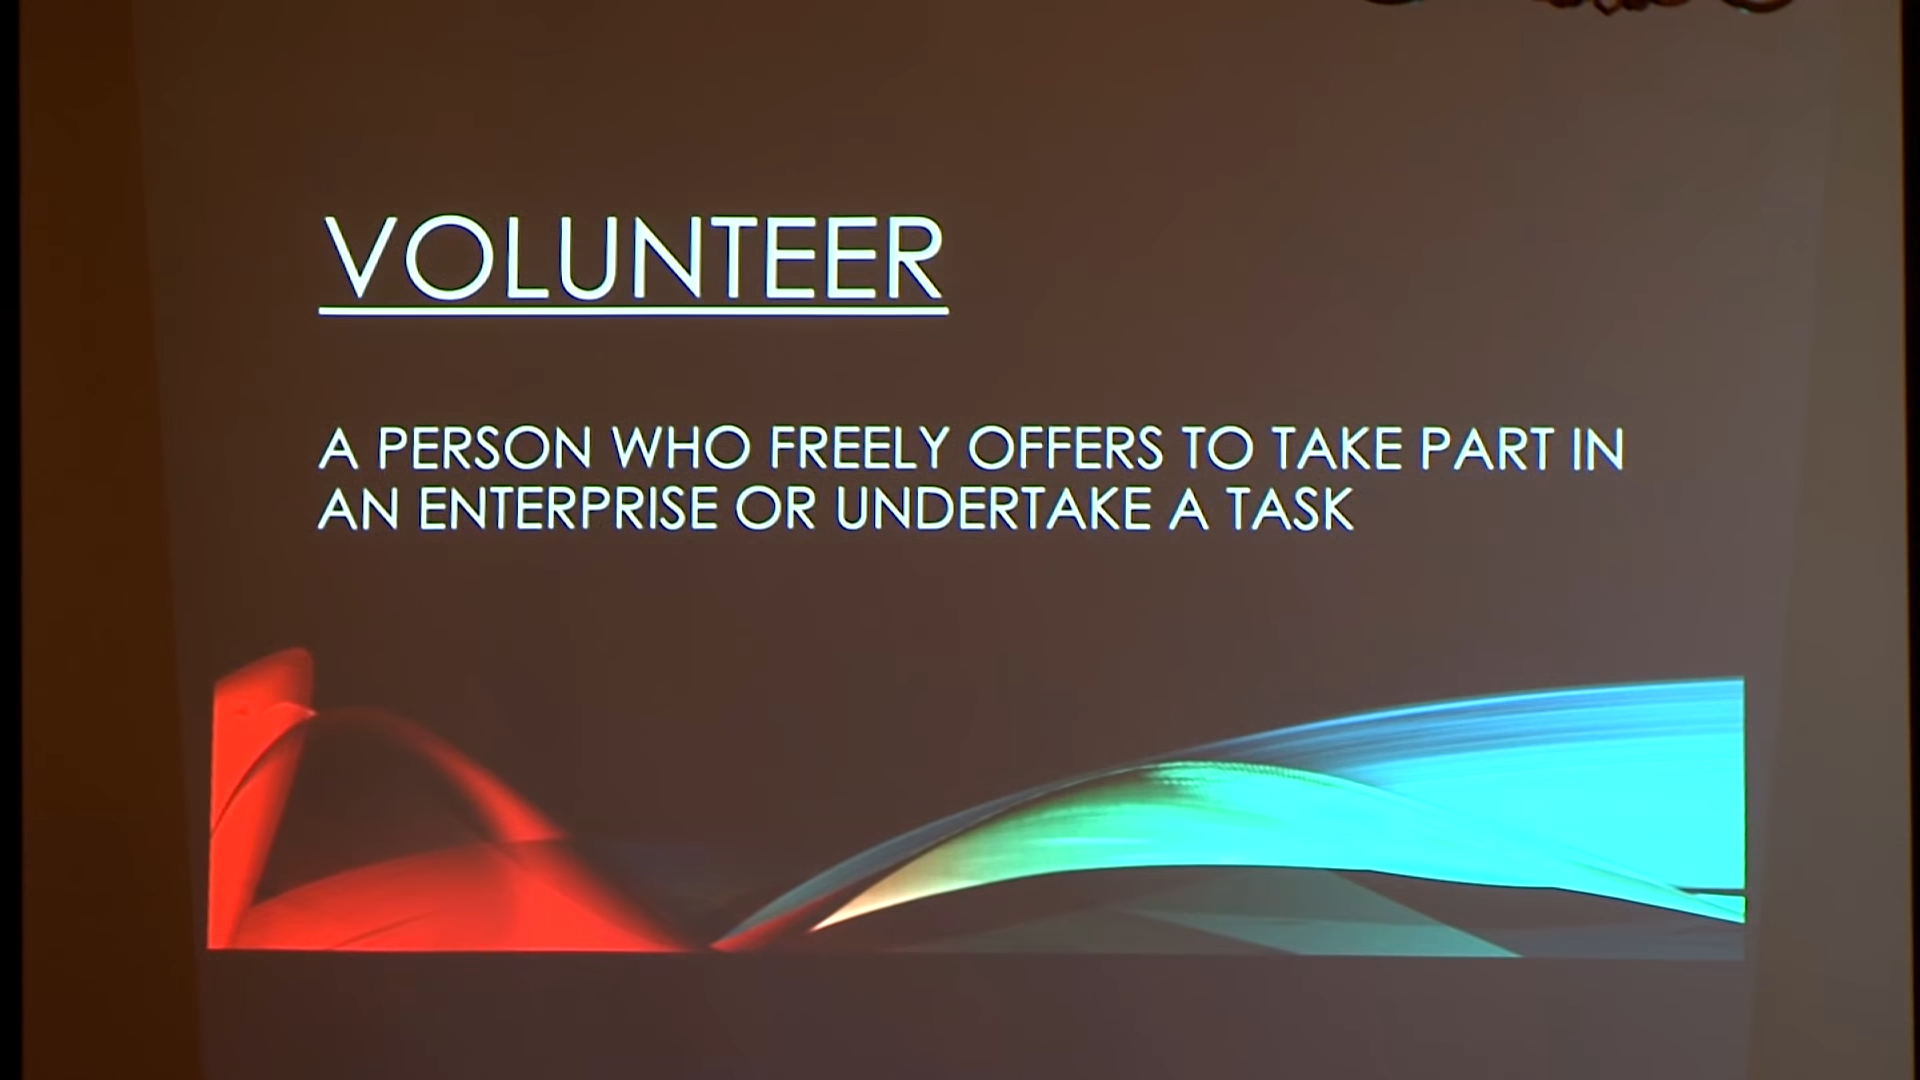 VOLUNTEER
A PERSON WHO FREELY OFFERS TO TAKE PART IN
AN ENTERPRISE OR UNDERTAKE A TASK